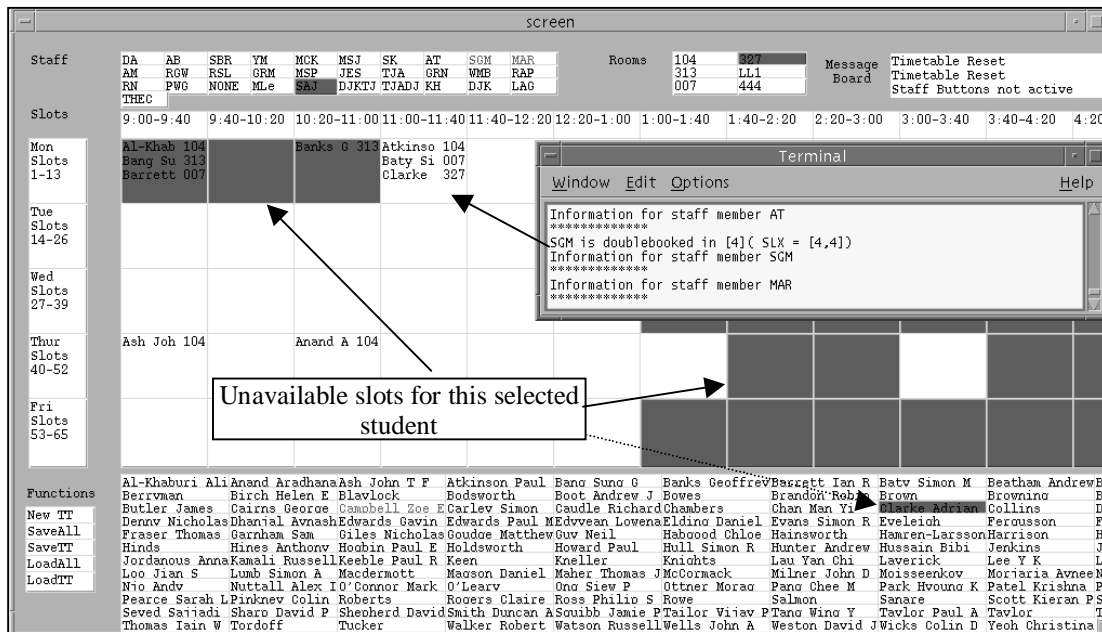 screen
Staff DA AB SBR YM MCK MSJ SK AT SGM MAR Rooms 104 327 Message Timetable Reset
AM RGW RSL GRM MSP JES TJA GRN WMB RAP 313 LL1 Board Timetable Reset
RN PWG NONE MLe SAJ DJKTJ TJADJ KH DJK LAG 007 444 Staff Buttons not active
THEC
Slots 9:00-9:40 9:40-10:20 10:20-11:00 11:00-11:40 11:40-12:20 12:20-1:00 1:00-1:40 1:40-2:20 2:20-3:00 3:00-3:40 3:40-4:20 4:20
Mon Al-Khab 104 Banks G 313 Atkinso 104
Slots Bang Su 313 Baty Si 007
1-13 Barrett 007 Clarke 327
Terminal
Window Edit Options Help
Information for staff member AT
*************
SGM is doublebooked in [4]( SLX = [4,4])
Information for staff member SGM
*************
Information for staff member MAR
*************
Tue
Slots
14-26
Wed
Slots
27-39
Thur Ash Joh 104 Anand A 104
Slots
40-52
Unavailable slots for this selected
student
Fri
Slots
53-65
Functions
New TT
SaveAll
SaveTT
LoadAll
LoadTT
Al-Khaburi Ali Anand Aradhana Ash John T F Atkinson Paul Bang Sung G Banks Geoffrey Barrett Ian R Baty Simon M Beatham Andrew B
Berryman Birch Helen E Blavlock Bodsworth Boot Andrew J Bowes Brandon Robin Brown Browning B
Butler James Cairns George Campbell Zoe E Carley Simon Caudle Richard Chambers Chan Man Yi Clarke Adrian Collins D
Denny Nicholas Dhanjal Avnash Edwards Gavin Edwards Paul M Edyvean Lowena Elding Daniel Evans Simon R Eveleigh Fergusson F
Fraser Thomas Garnham Sam Giles Nicholas Goudge Matthew Guy Neil Habgood Chloe Hainsworth Hamren-Larsson Harrison H
Hinds Hines Anthony Hogbin Paul E Holdsworth Howard Paul Hull Simon R Hunter Andrew Hussain Bibi Jenkins J
Jordanous Anna Kamali Russell Keeble Paul R Keen Kneller Knights Lau Yan Chi Laverick Lee Y K L
Loo Jian S Lumb Simon A Macdermott Magson Daniel Maher Thomas J McCormack Milner John D Moisseenkov Morjaria Avnee N
Nio Andy Nuttall Alex I O'Connor Mark O'Leary Ong Siew P Ottner Morag Pang Chee M Park Hyoung K Patel Krishna P
Pearce Sarah L Pinkney Colin Roberts Rogers Claire Ross Philip S Rowe Salmon Sanare Scott Kieran P S
Seyed Sajjadi Sharp David P Shepherd David Smith Duncan A Squibb Jamie P Tailor Vijay P Tang Wing Y Taylor Paul A Taylor T
Thomas Iain W Tordoff Tucker Walker Robert Watson Russell Wells John A Weston David J Wicks Colin D Yeoh Christina